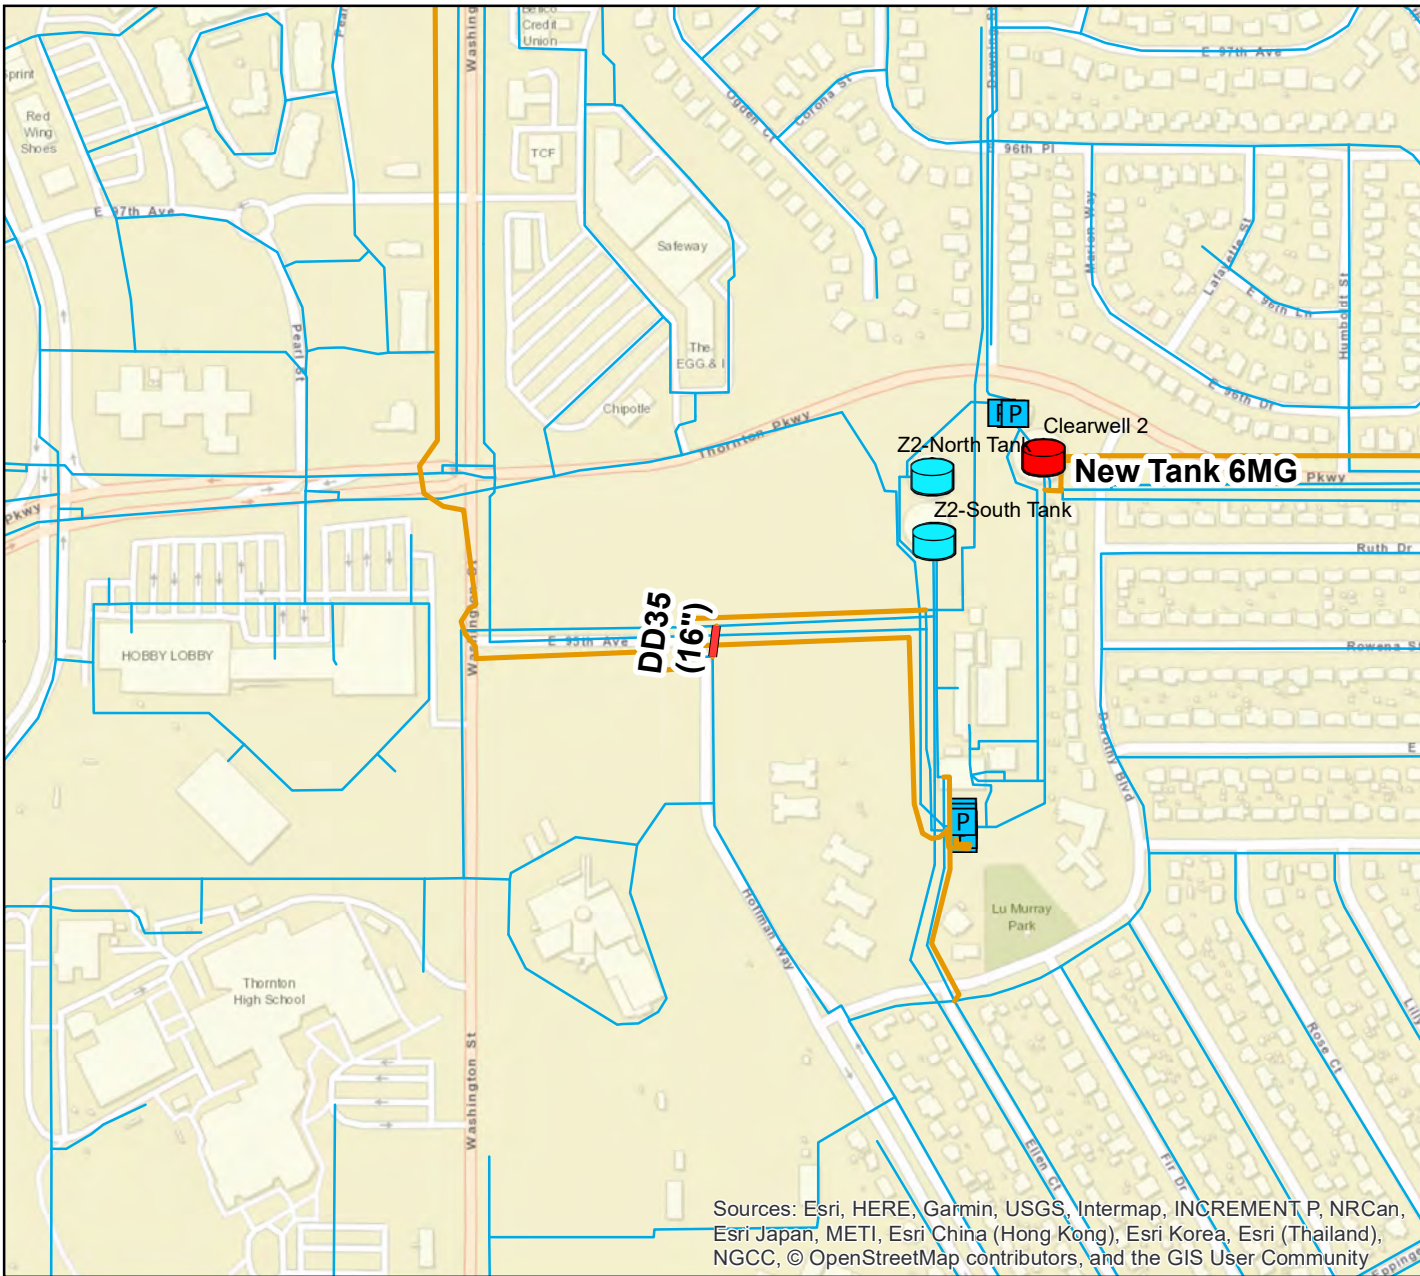 Credit
Union
Washing
E 97th Ave
Downing St
Ogden Ct
Corona St
Red
Wing
Shoes
TCF
E 96th Pl
E 97th Ave
Safeway
Marion Way
Lafayette St
E 96th Ln
Humboldt St
Pearl St
The
EGG & I
E 96th Dr
Chipotle
Thornton Pkwy
P
Clearwell 2
Z2-North Tank
New Tank 6MG
Pkwy
Pkwy
Z2-South Tank
Ruth Dr
DD35
(16")
E 95th Ave
Washington St
HOBBY LOBBY
Dorothy Blvd
E
P
Lu Murray
Park
Hoffman Way
Thornton
High School
Washington St
Rose Ct
Ellen Ct
Fir Dr
Sources: Esri, HERE, Garmin, USGS, Intermap, INCREMENT P, NRCan,
Esri Japan, METI, Esri China (Hong Kong), Esri Korea, Esri (Thailand),
NGCC, © OpenStreetMap contributors, and the GIS User Community